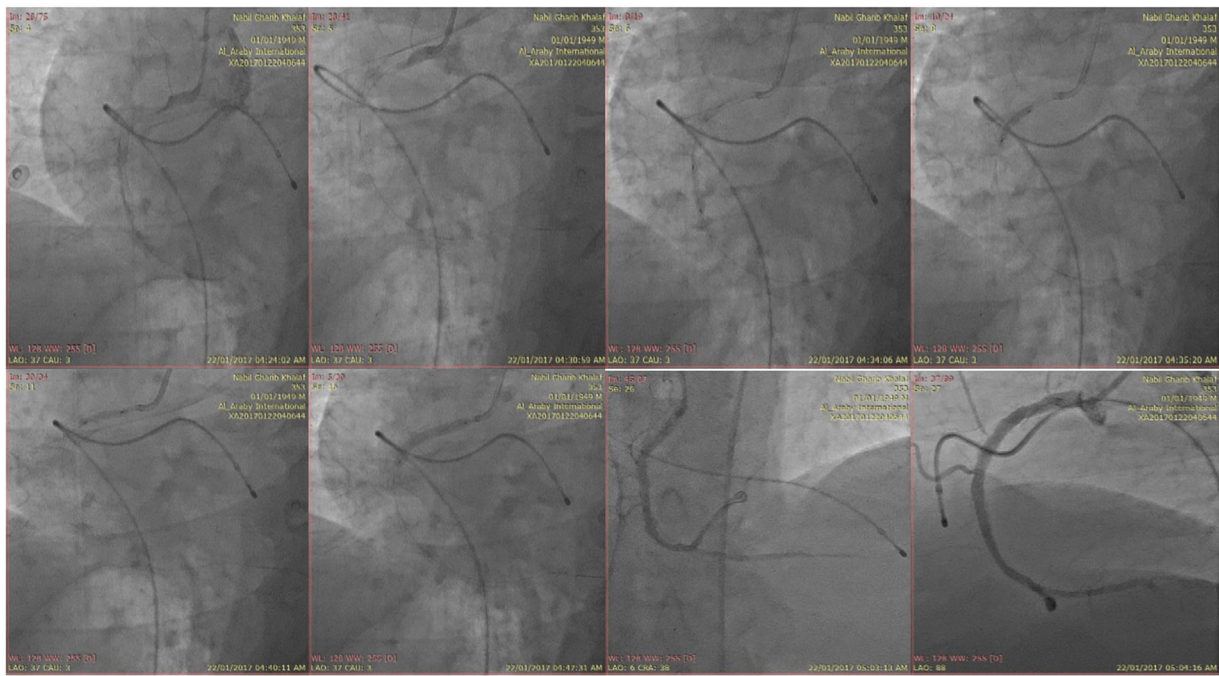 Im: 28/75
Se: 4
Nabil Gharib Khalaf
353
01/01/1949 M
Al_Araby International
XA20170122040644
WL: 128 WW: 255 [D]
LAO: 37 CAU: 3
22/01/2017 04:24:02 AM
Se: 5
Nabil Gharib Khalaf
353
01/01/1949 M
Al_Araby International
XA20170122040644
WL: 128 WW: 255 [D]
LAO: 37 CAU: 3
22/01/2017 04:30:59 AM
Nabil Gharib Khalaf
353
01/01/1949 M
Al_Araby International
XA20170122040644
WL: 128 WW: 255 [D]
LAO: 37 CAU: 3
22/01/2017 04:34:06 AM
Nabil Gharib Khalaf
353
01/01/1949 M
Al_Araby International
XA20170122040644
WL: 128 WW: 255 [D]
LAO: 37 CAU: 3
22/01/2017 04:35:20 AM
Se: 11
Nabil Gharib Khalaf
353
01/01/1949 M
Al_Araby International
XA20170122040644
WL: 128 WW: 255 [D]
LAO: 37 CAU: 3
22/01/2017 04:40:11 AM
Nabil Gharib Khalaf
353
01/01/1949 M
Al_Araby International
XA20170122040644
WL: 128 WW: 255 [D]
LAO: 37 CAU: 3
22/01/2017 04:47:31 AM
Se: 26
Nabil Gharib Khalaf
353
01/01/1949 M
Al_Araby International
WL: 128 WW: 255 [D]
LAO: 6 CRA: 38
22/01/2017 05:03:13 AM
Se: 27
Nabil Gharib Khalaf
353
01/01/1949 M
Al_Araby International
XA20170122040644
WL: 128 WW: 255 [D]
LAO: 88
22/01/2017 05:04:16 AM